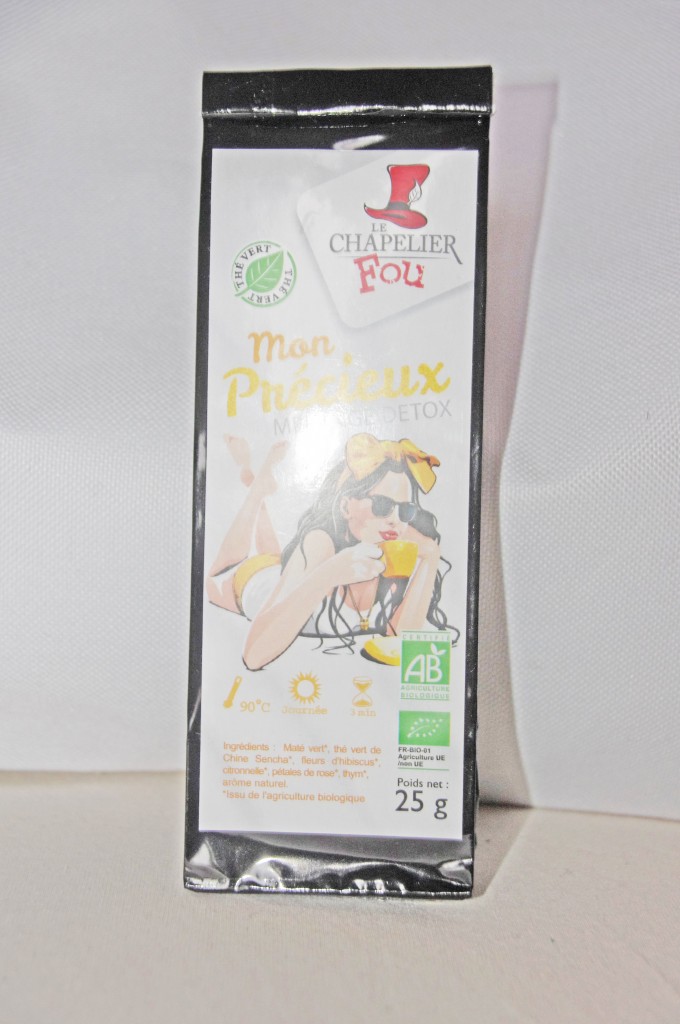 LE
CHAPELIER
Fou
THÉ VERT
THÉ VERT
Mon
Précieux
MÉLANGE DETOX
CERTIFIÉ
AB
AGRICULTURE
BIOLOGIQUE
90°C
Journée
3 min
FR-BIO-01
Agriculture UE
/non UE
Ingrédients : Maté vert*, thé vert de
Chine Sencha*, fleurs d'hibiscus*,
citronnelle*, pétales de rose*, thym*,
arôme naturel.
*Issu de l'agriculture biologique
Poids net :
25 g